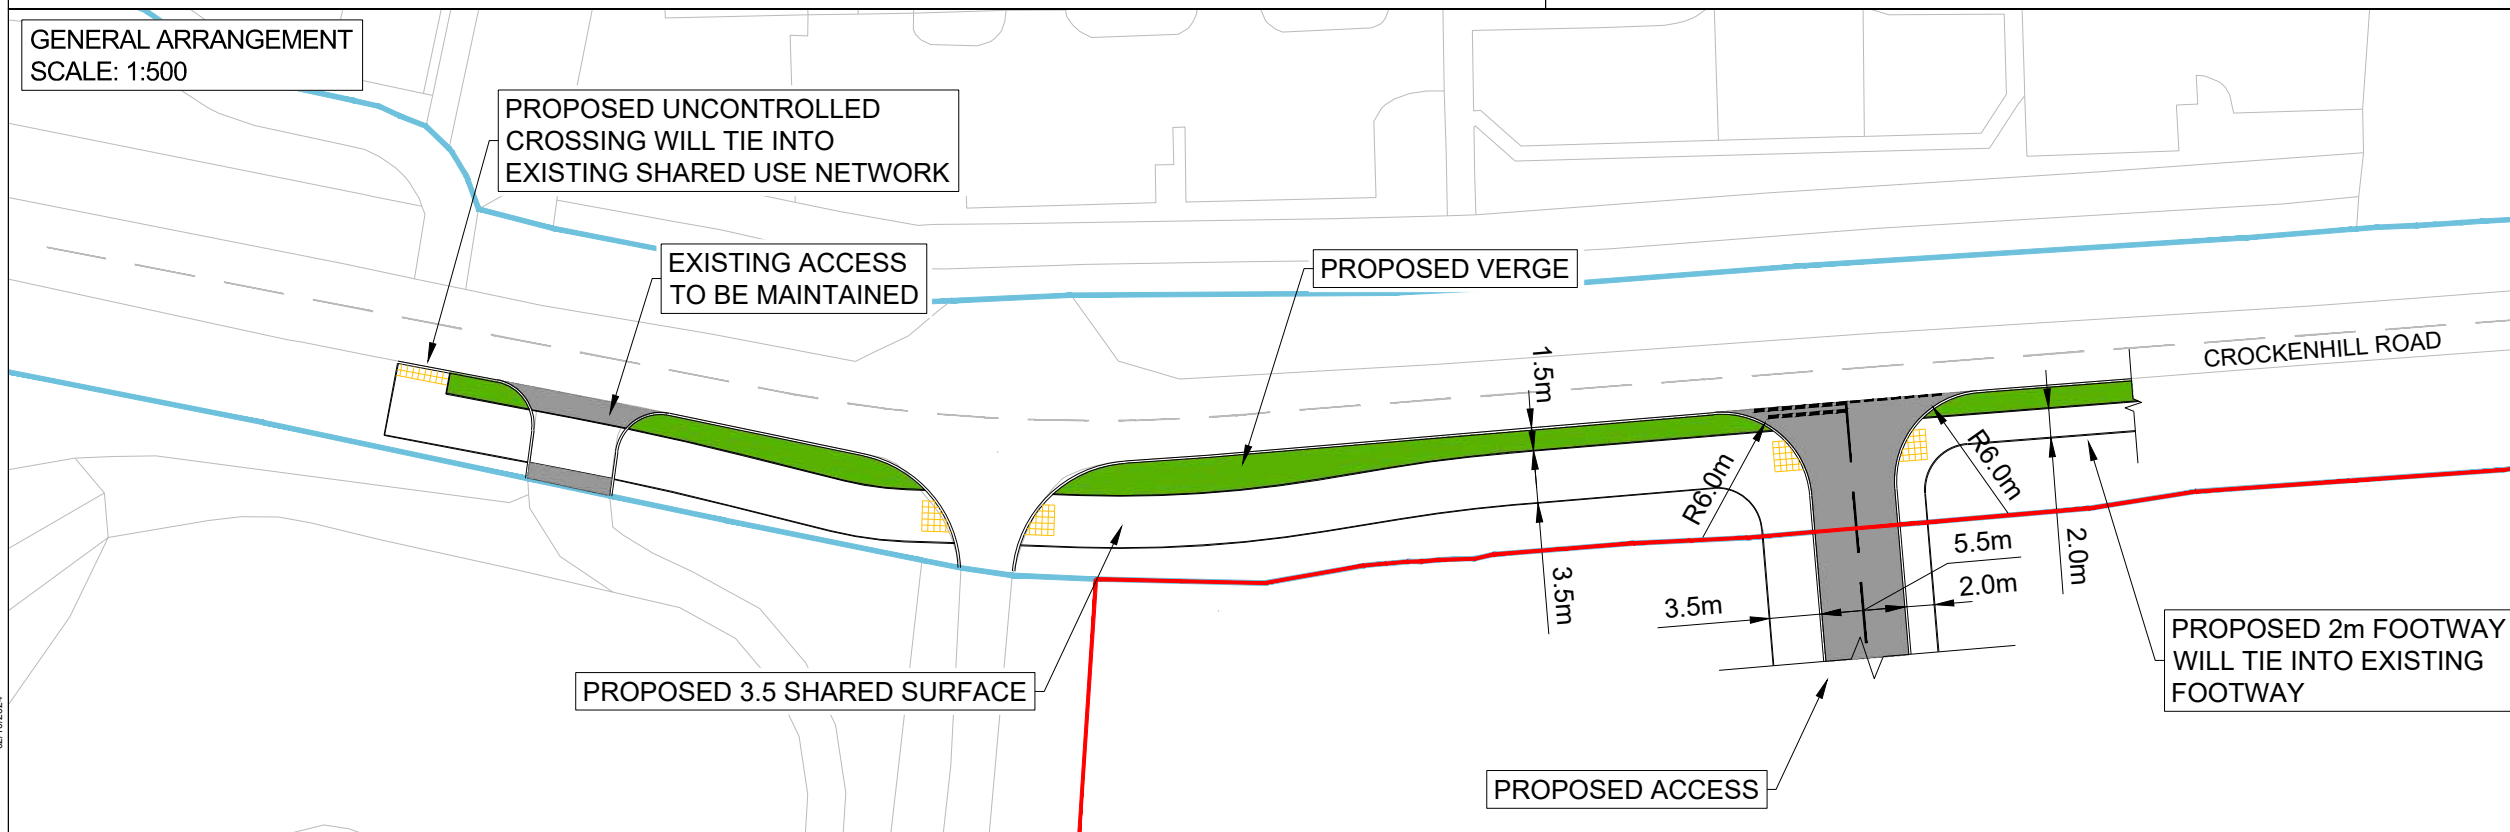 GENERAL ARRANGEMENT
SCALE: 1:500
PROPOSED UNCONTROLLED
CROSSING WILL TIE INTO
EXISTING SHARED USE NETWORK
EXISTING ACCESS
TO BE MAINTAINED
PROPOSED VERGE
CROCKENHILL ROAD
1.5m
R6.0m
R6.0m
3.5m
5.5m
2.0m
3.5m
2.0m
PROPOSED 3.5 SHARED SURFACE
PROPOSED 2m FOOTWAY
WILL TIE INTO EXISTING
FOOTWAY
PROPOSED ACCESS